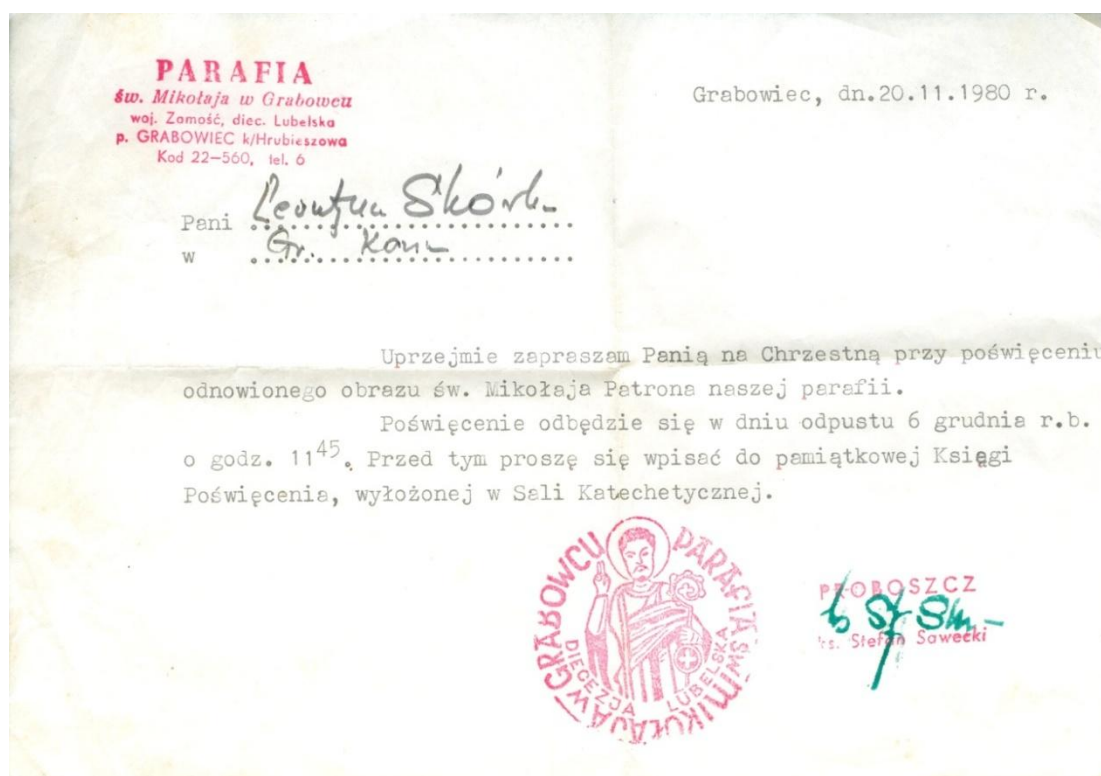 PARAFIA
św. Mikołaja w Grabowcu
woj. Zamość, diec. Lubelska
p. GRABOWIEC k/Hrubieszowa
Kod 22-560, tel. 6
Grabowiec, dn.20.11.1980 r.
Pani Leontyna Skórka
w Gr.
Uprzejmie zapraszam Panią na Chrzestną przy poświęceniu
odnowionego obrazu św. Mikołaja Patrona naszej parafii.
Poświęcenie odbędzie się w dniu odpustu 6 grudnia r.b.
o godz. 11⁴⁵. Przed tym proszę się wpisać do pamiątkowej Księgi
Poświęcenia, wyłożonej w Sali Katechetycznej.
PARAFIA ŚW. MIKOŁAJA W GRABOWCU
DIECEZJA LUBELSKA
PROBOSZCZ
ks. Stefan Sawecki